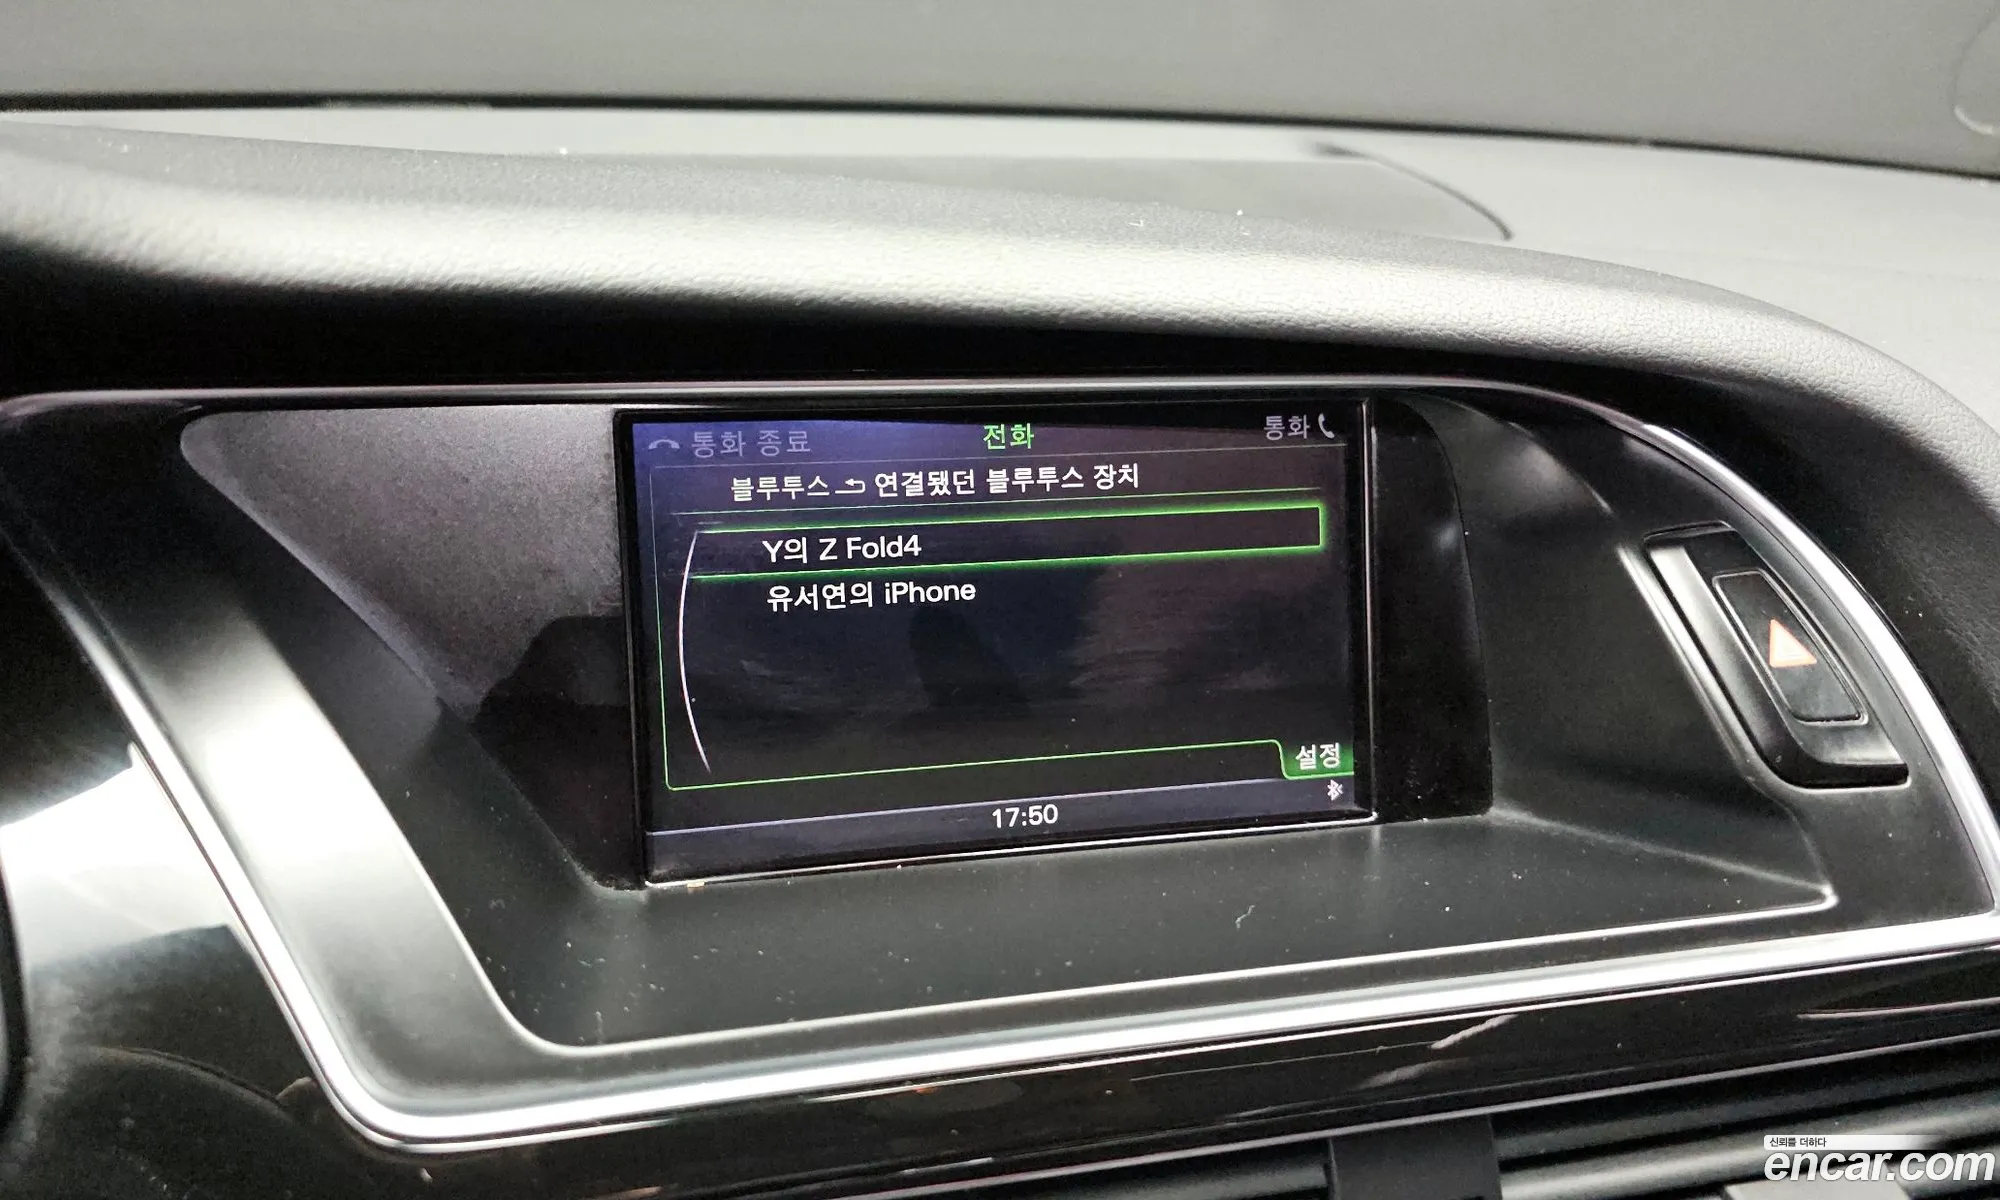 통화 종료 전화 통화
블루투스 연결됐던 블루투스 장치
Y의 Z Fold4
유서연의 iPhone
설정
17:50
신뢰를 더하다
encar.com